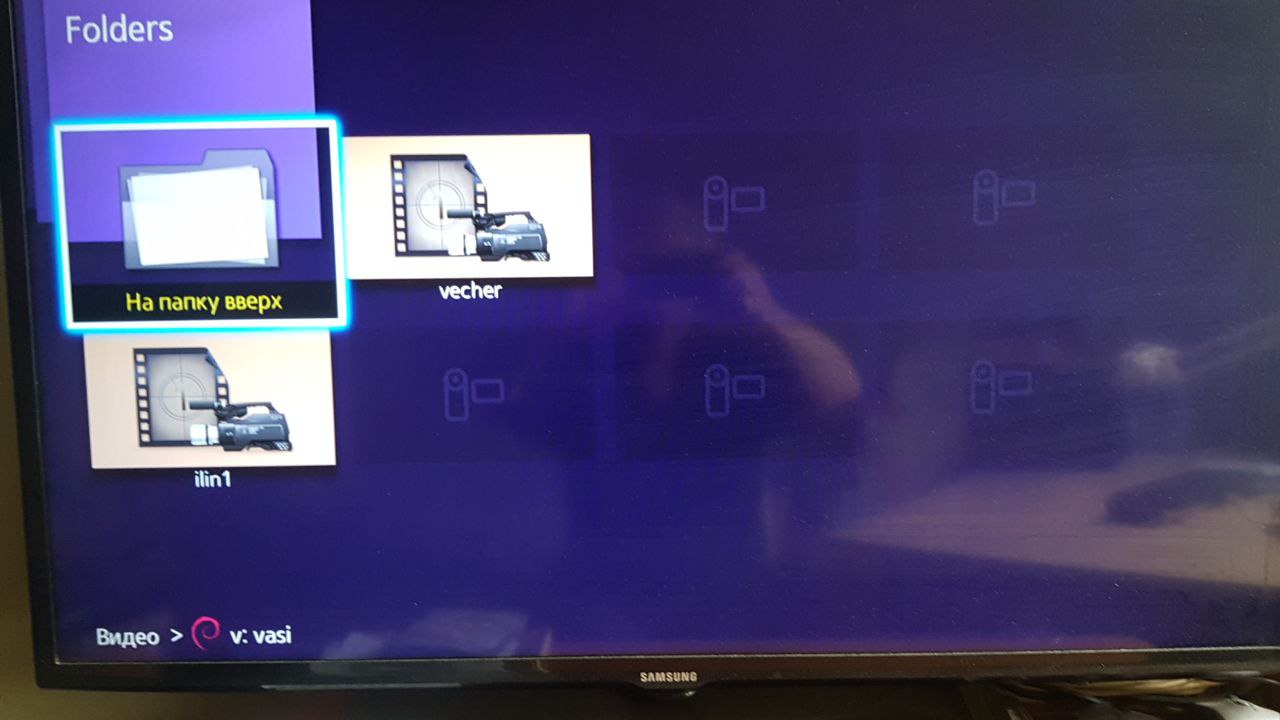 Folders
На папку вверх
vecher
ilin1
Видео > v: vasi
SAMSUNG